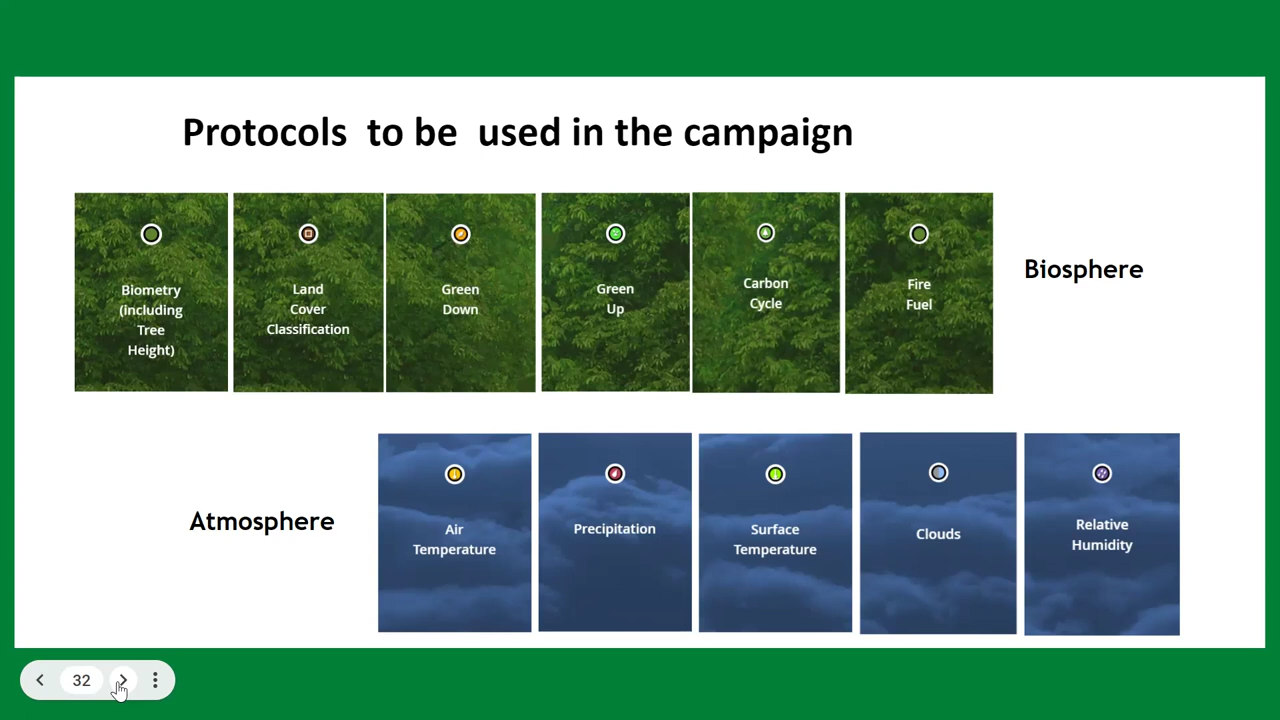 Protocols to be used in the campaign
Biometry
(including
Tree
Height)
Land
Cover
Classification
Green
Down
Green
Up
Carbon
Cycle
Fire
Fuel
Biosphere
Atmosphere
Air
Temperature
Precipitation
Surface
Temperature
Clouds
Relative
Humidity
32